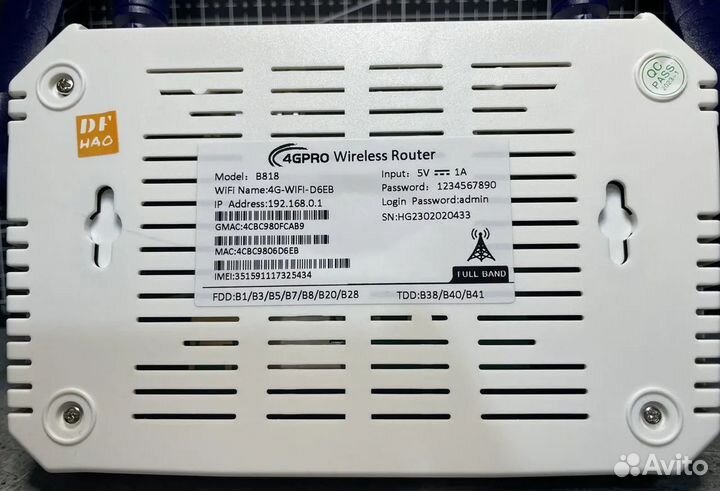 QC
PASS
2023-1
DF
HAO
4GPRO Wireless Router
Model: B818
WiFi Name:4G-WIFI-D6EB
IP Address:192.168.0.1
GMAC:4CBC980FCAB9
MAC:4CBC9806D6EB
IMEI:351591117325434
Input: 5V ⎓ 1A
Password: 1234567890
Login Password:admin
SN:HG2302020433
FULL BAND
FDD:B1/B3/B5/B7/B8/B20/B28 TDD:B38/B40/B41
Avito